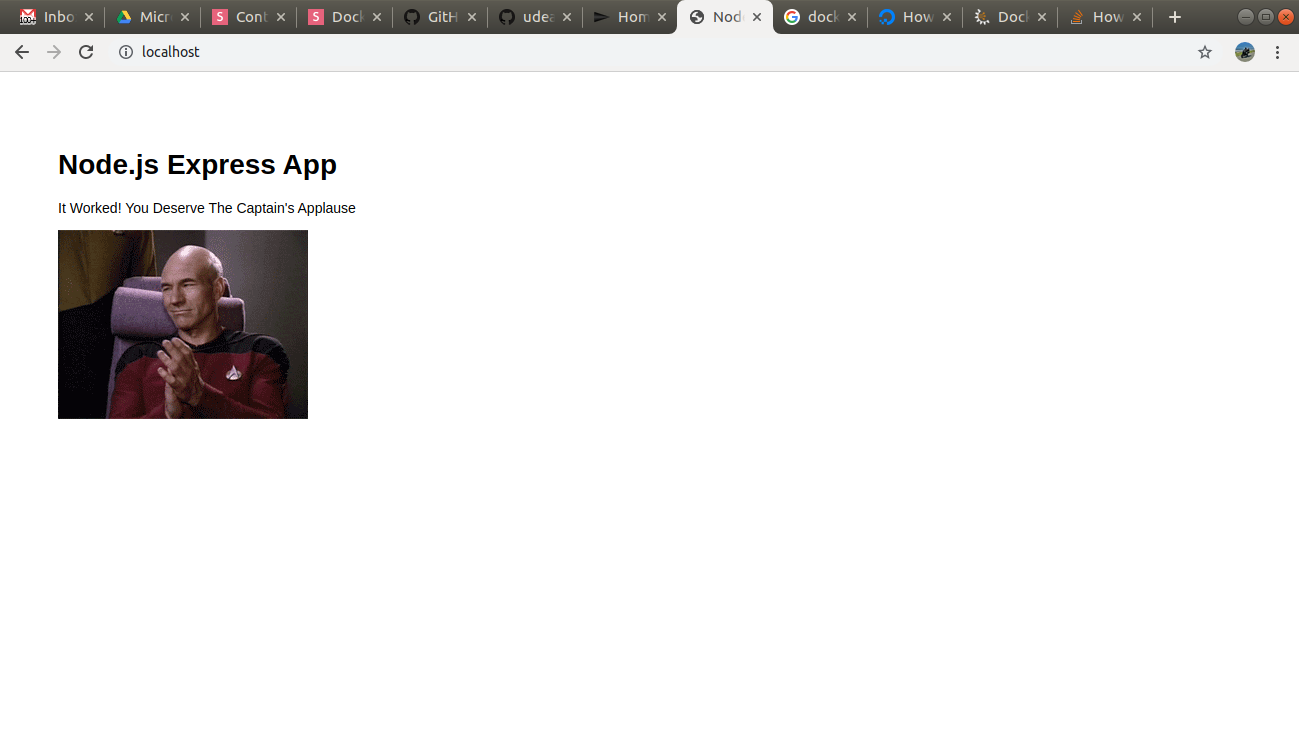 Inbo
Micr
Cont
Dock
GitH
udea
Hom
Node
dock
How
Dock
How
localhost
Node.js Express App
It Worked! You Deserve The Captain's Applause